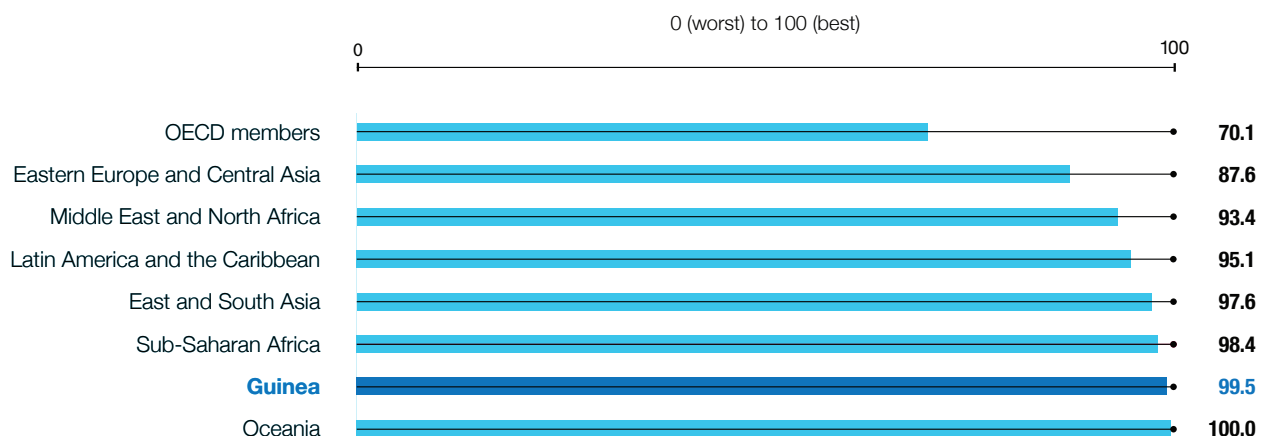 0 (worst) to 100 (best)
0 100
OECD members 70.1
Eastern Europe and Central Asia 87.6
Middle East and North Africa 93.4
Latin America and the Caribbean 95.1
East and South Asia 97.6
Sub-Saharan Africa 98.4
Guinea 99.5
Oceania 100.0